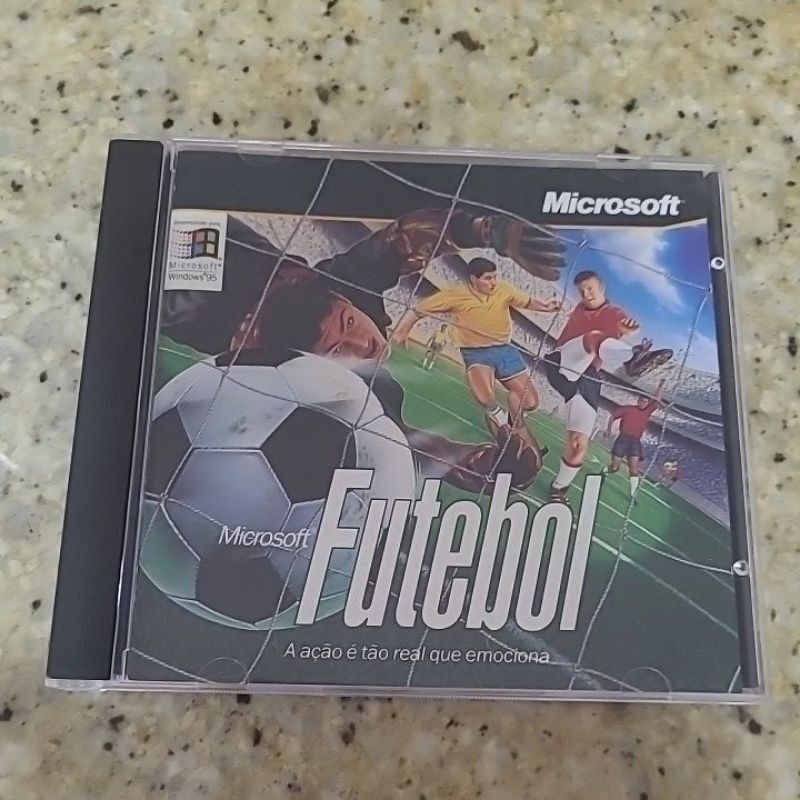 Microsoft
Desenvolvido para
Microsoft®
Windows®95
Microsoft
Futebol
A ação é tão real que emociona